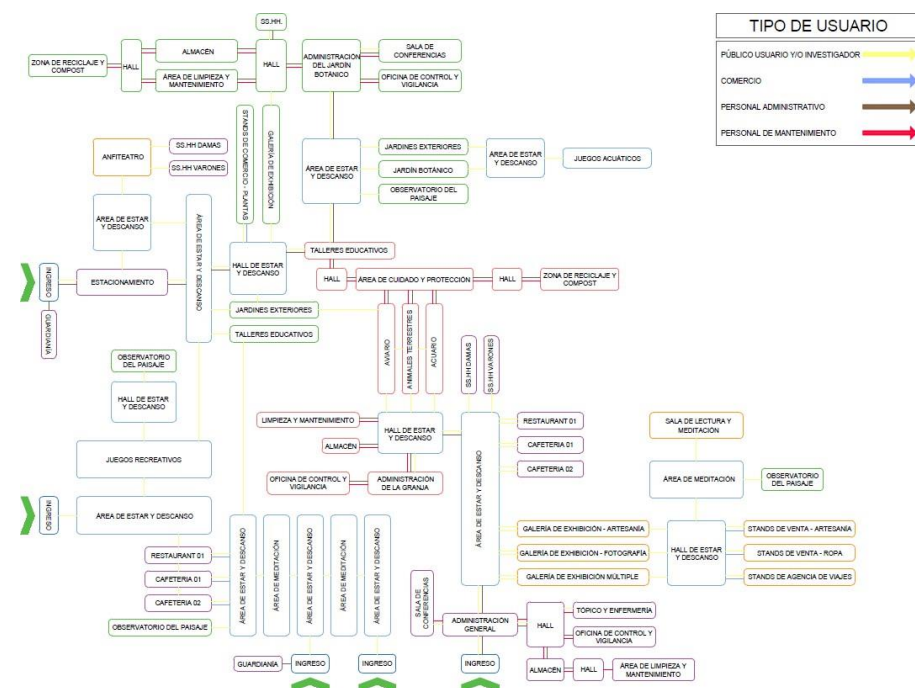 TIPO DE USUARIO
PÚBLICO USUARIO Y/O INVESTIGADOR
COMERCIO
PERSONAL ADMINISTRATIVO
PERSONAL DE MANTENIMIENTO
SS.HH.
ZONA DE RECICLAJE Y
COMPOST
HALL
ALMACÉN
ÁREA DE LIMPIEZA Y
MANTENIMIENTO
HALL
ADMINISTRACIÓN
DEL JARDÍN
BOTÁNICO
SALA DE
CONFERENCIAS
OFICINA DE CONTROL Y
VIGILANCIA
ANFITEATRO
SS.HH DAMAS
SS.HH VARONES
STANDS DE COMERCIO - PLANTAS
GALERÍA DE EXHIBICIÓN
ÁREA DE ESTAR
Y DESCANSO
JARDINES EXTERIORES
JARDÍN BOTÁNICO
OBSERVATORIO DEL
PAISAJE
ÁREA DE ESTAR
Y DESCANSO
JUEGOS ACUÁTICOS
ÁREA DE ESTAR
Y DESCANSO
ÁREA DE ESTAR Y DESCANSO
HALL DE ESTAR
Y DESCANSO
TALLERES EDUCATIVOS
INGRESO
ESTACIONAMIENTO
GUARDIANÍA
HALL
ÁREA DE CUIDADO Y PROTECCIÓN
HALL
ZONA DE RECICLAJE Y
COMPOST
JARDINES EXTERIORES
TALLERES EDUCATIVOS
AVIARIO
ANIMALES TERRESTRES
ACUARIO
SS.HH DAMAS
SS.HH VARONES
OBSERVATORIO
DEL PAISAJE
HALL DE ESTAR
Y DESCANSO
JUEGOS RECREATIVOS
INGRESO
ÁREA DE ESTAR Y DESCANSO
LIMPIEZA Y MANTENIMIENTO
ALMACÉN
HALL DE ESTAR
Y DESCANSO
OFICINA DE CONTROL Y
VIGILANCIA
ADMINISTRACIÓN
DE LA GRANJA
ÁREA DE ESTAR Y DESCANSO
RESTAURANT 01
CAFETERIA 01
CAFETERIA 02
SALA DE LECTURA Y
MEDITACIÓN
ÁREA DE MEDITACIÓN
OBSERVATORIO
DEL PAISAJE
GALERÍA DE EXHIBICIÓN - ARTESANÍA
GALERÍA DE EXHIBICIÓN - FOTOGRAFÍA
GALERÍA DE EXHIBICIÓN MÚLTIPLE
HALL DE ESTAR
Y DESCANSO
STANDS DE VENTA - ARTESANÍA
STANDS DE VENTA - ROPA
STANDS DE AGENCIA DE VIAJES
RESTAURANT 01
CAFETERIA 01
CAFETERIA 02
OBSERVATORIO DEL PAISAJE
ÁREA DE ESTAR Y DESCANSO
ÁREA DE MEDITACIÓN
ÁREA DE ESTAR Y DESCANSO
ÁREA DE MEDITACIÓN
ÁREA DE ESTAR Y DESCANSO
SALA DE
CONFERENCIAS
ADMINISTRACIÓN
GENERAL
HALL
TOPICO Y ENFERMERÍA
OFICINA DE CONTROL Y
VIGILANCIA
ALMACÉN
HALL
ÁREA DE LIMPIEZA Y
MANTENIMIENTO
GUARDIANÍA
INGRESO
INGRESO
INGRESO